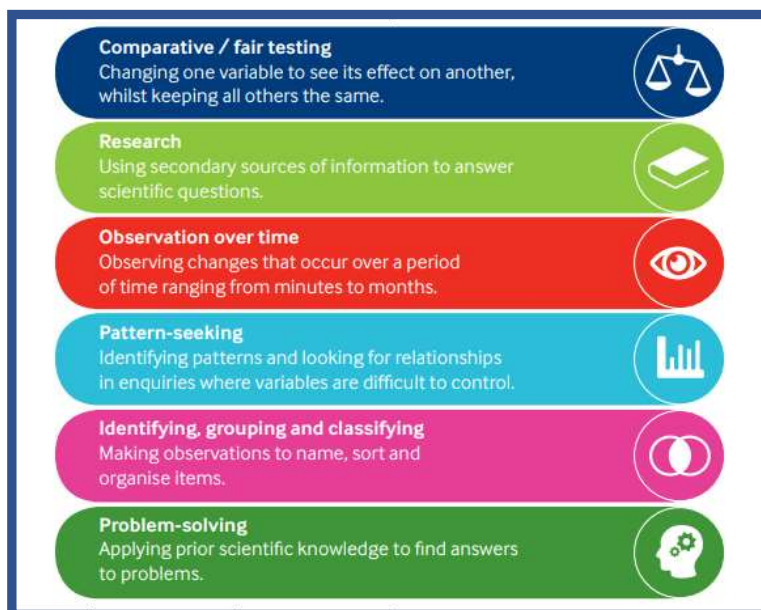 Comparative / fair testing
Changing one variable to see its effect on another,
whilst keeping all others the same.
Research
Using secondary sources of information to answer
scientific questions.
Observation over time
Observing changes that occur over a period
of time ranging from minutes to months.
Pattern-seeking
Identifying patterns and looking for relationships
in enquiries where variables are difficult to control.
Identifying, grouping and classifying
Making observations to name, sort and
organise items.
Problem-solving
Applying prior scientific knowledge to find answers
to problems.